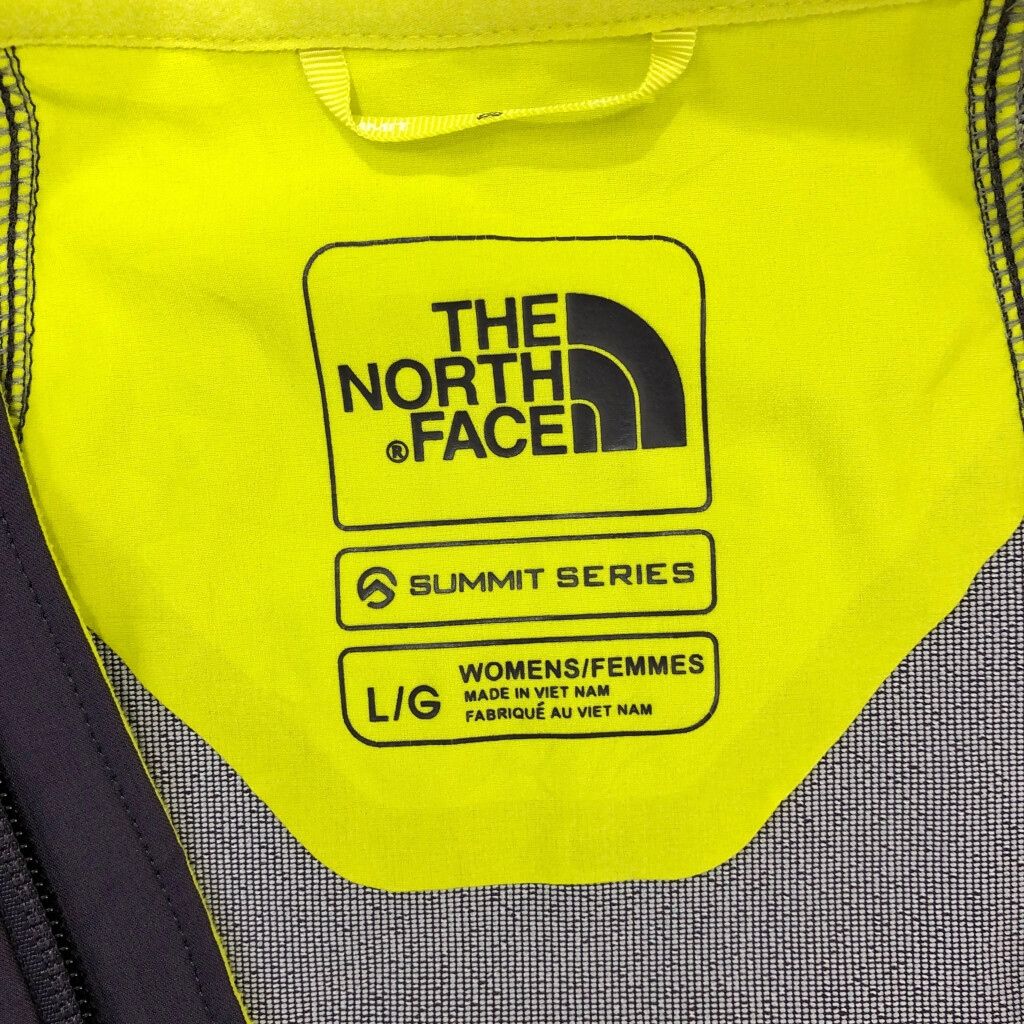 THE
NORTH
®FACE
SUMMIT SERIES
L/G
WOMENS/FEMMES
MADE IN VIET NAM
FABRIQUÉ AU VIET NAM